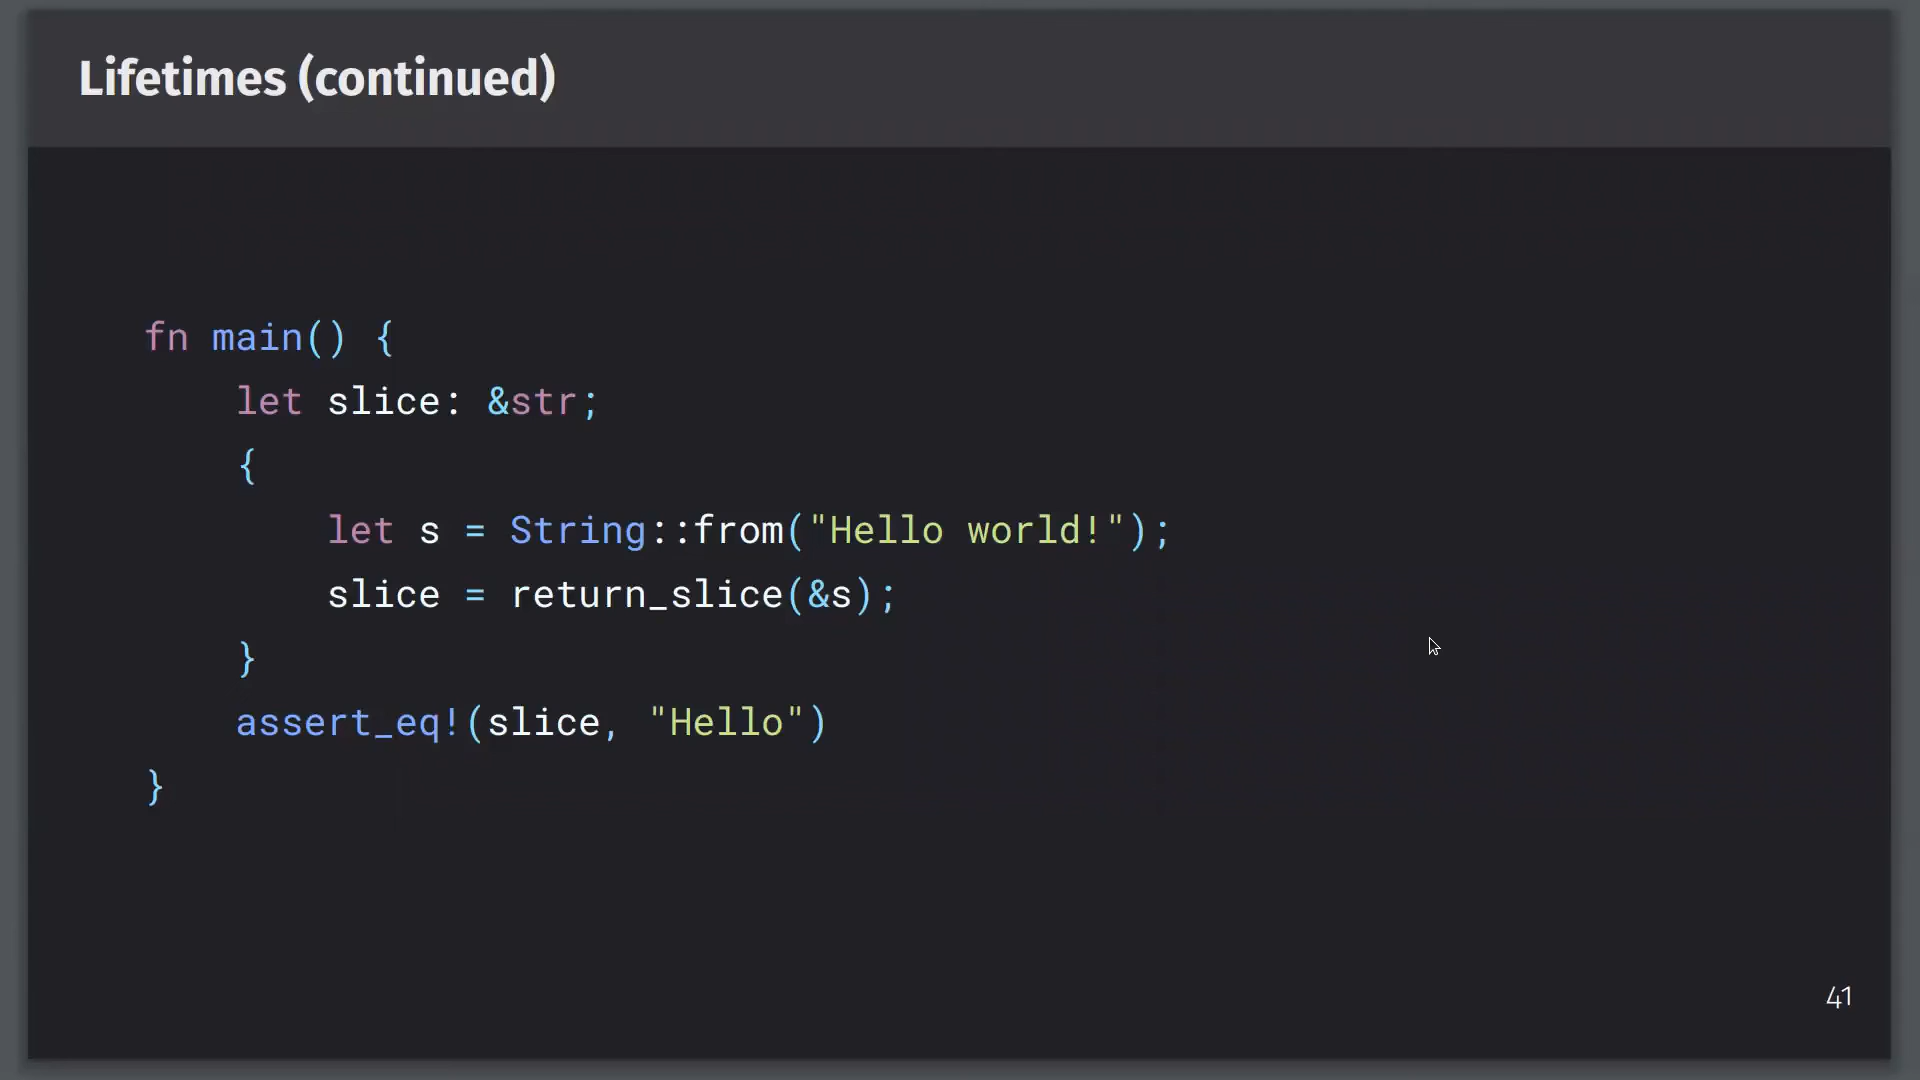 Lifetimes (continued)
fn main() {
    let slice: &str;
    {
        let s = String::from("Hello world!");
        slice = return_slice(&s);
    }
    assert_eq!(slice, "Hello")
}
41